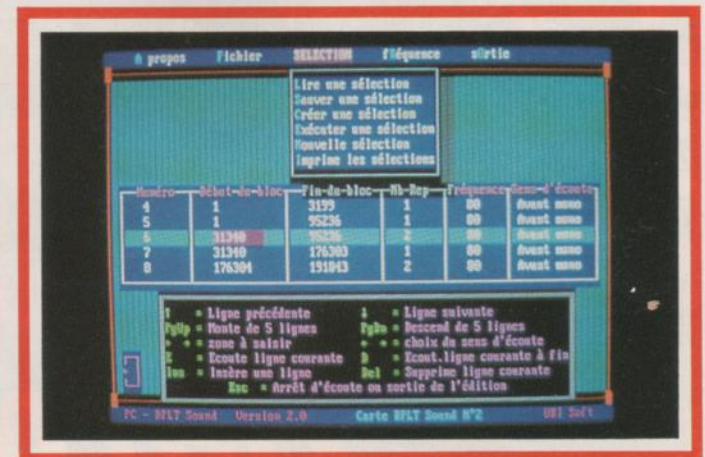 A propos Fichier SELECTION fRéquence sOrtie
Lire une sélection
Sauver une sélection
Créer une sélection
Exécuter une sélection
Nouvelle sélection
Imprime les sélections
Numéro Début-du-bloc Fin-du-bloc Nb-Rep Fréquence Sens d'écoute
4 1 3199 1 80 Avant mono
5 1 95236 1 80 Avant mono
6 31340 95236 2 80 Avant mono
7 31340 176303 1 80 Avant mono
8 176304 191043 2 80 Avant mono
↑ = Ligne précédente ↓ = Ligne suivante
PgUp = Monte de 5 lignes PgDn = Descend de 5 lignes
= zone à saisir = choix du sens d'écoute
E = Ecoute ligne courante D = Ecout.ligne courante à fin
Ins = Insère une ligne Del = Supprime ligne courante
Esc = Arrêt d'écoute ou sortie de l'édition
PC - BFLT Sound Version 2.0 Carte BFLT Sound N°2 UBI Soft